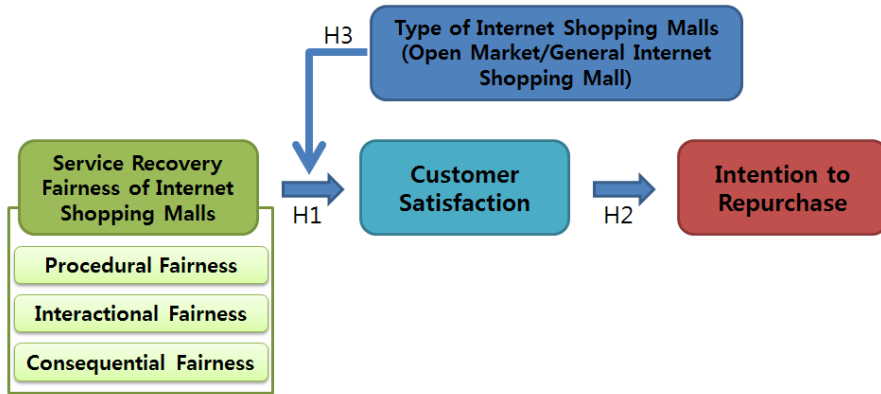 H3
Type of Internet Shopping Malls
(Open Market/General Internet
Shopping Mall)
Service Recovery
Fairness of Internet
Shopping Malls
H1
Customer
Satisfaction
H2
Intention to
Repurchase
Procedural Fairness
Interactional Fairness
Consequential Fairness